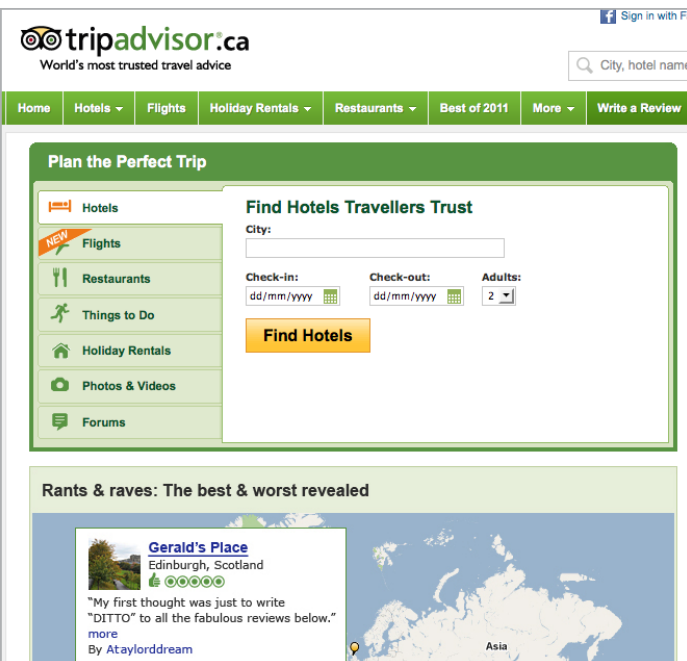 Sign in with F
tripadvisor.ca
World's most trusted travel advice
City, hotel name
Home Hotels Flights Holiday Rentals Restaurants Best of 2011 More Write a Review
Plan the Perfect Trip
Hotels
NEW
Flights
Restaurants
Things to Do
Holiday Rentals
Photos & Videos
Forums
Find Hotels Travellers Trust
City:
Check-in: Check-out: Adults:
dd/mm/yyyy dd/mm/yyyy 2
Find Hotels
Rants & raves: The best & worst revealed
Gerald's Place
Edinburgh, Scotland
"My first thought was just to write
"DITTO" to all the fabulous reviews below."
more
By Ataylorddream
Asia